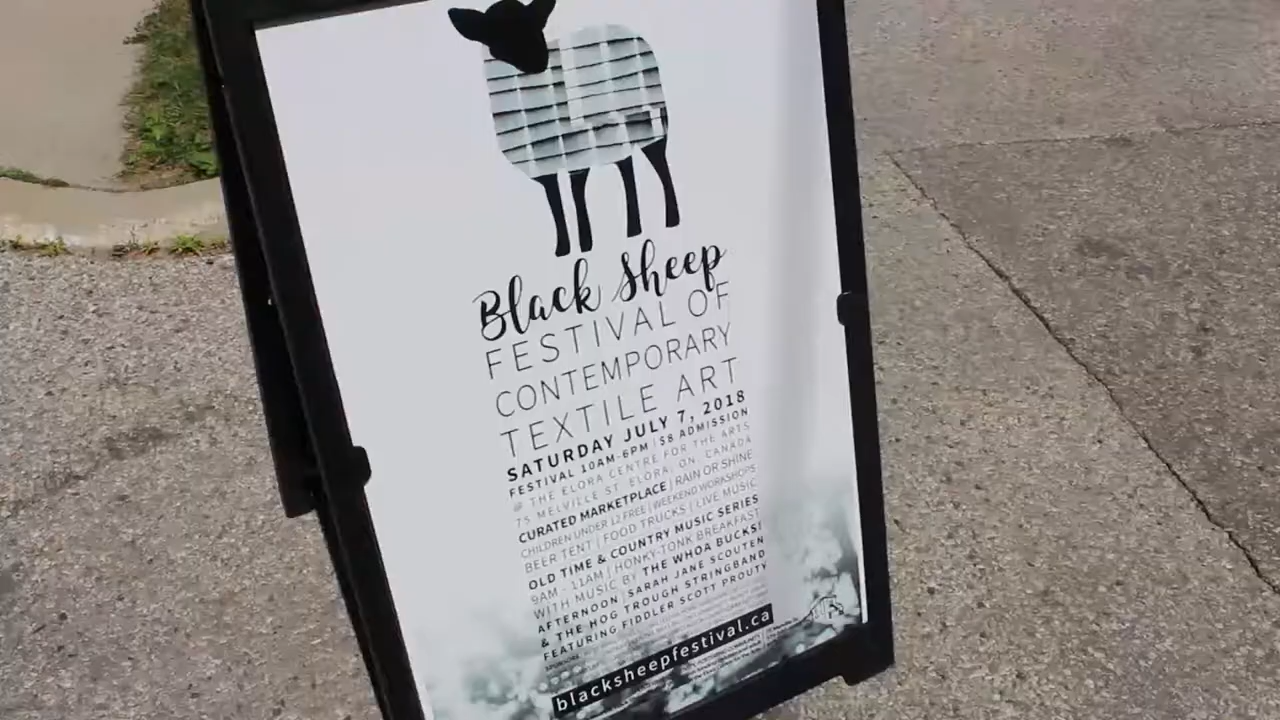 Black Sheep
FESTIVAL OF
CONTEMPORARY
TEXTILE ART
SATURDAY JULY 7, 2018
FESTIVAL 10AM-6PM | $8 ADMISSION
@ THE ELORA CENTRE FOR THE ARTS
75 MELVILLE ST. ELORA, ON, CANADA
CURATED MARKETPLACE | RAIN OR SHINE
CHILDREN UNDER 12 FREE | WEEKEND WORKSHOPS
BEER TENT | FOOD TRUCKS | LIVE MUSIC
OLD TIME & COUNTRY MUSIC SERIES
9AM - 11AM | HONKY-TONK BREAKFAST
WITH MUSIC BY THE WHOA BUCKS!
AFTERNOON | SARAH JANE SCOUTEN
& THE HOG TROUGH STRINGBAND
FEATURING FIDDLER SCOTT PROUTY
blacksheepfestival.ca